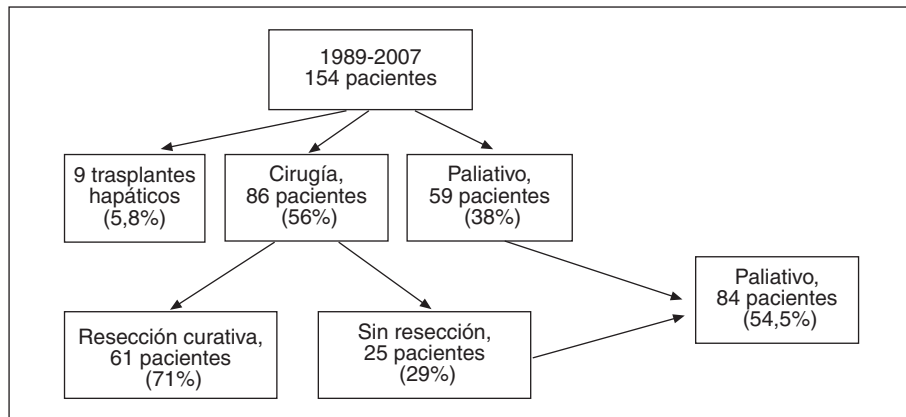 1989-2007
154 pacientes
9 trasplantes
hapáticos
(5,8%)
Cirugía,
86 pacientes
(56%)
Paliativo,
59 pacientes
(38%)
Paliativo,
84 pacientes
(54,5%)
Resección curativa,
61 pacientes
(71%)
Sin resección,
25 pacientes
(29%)